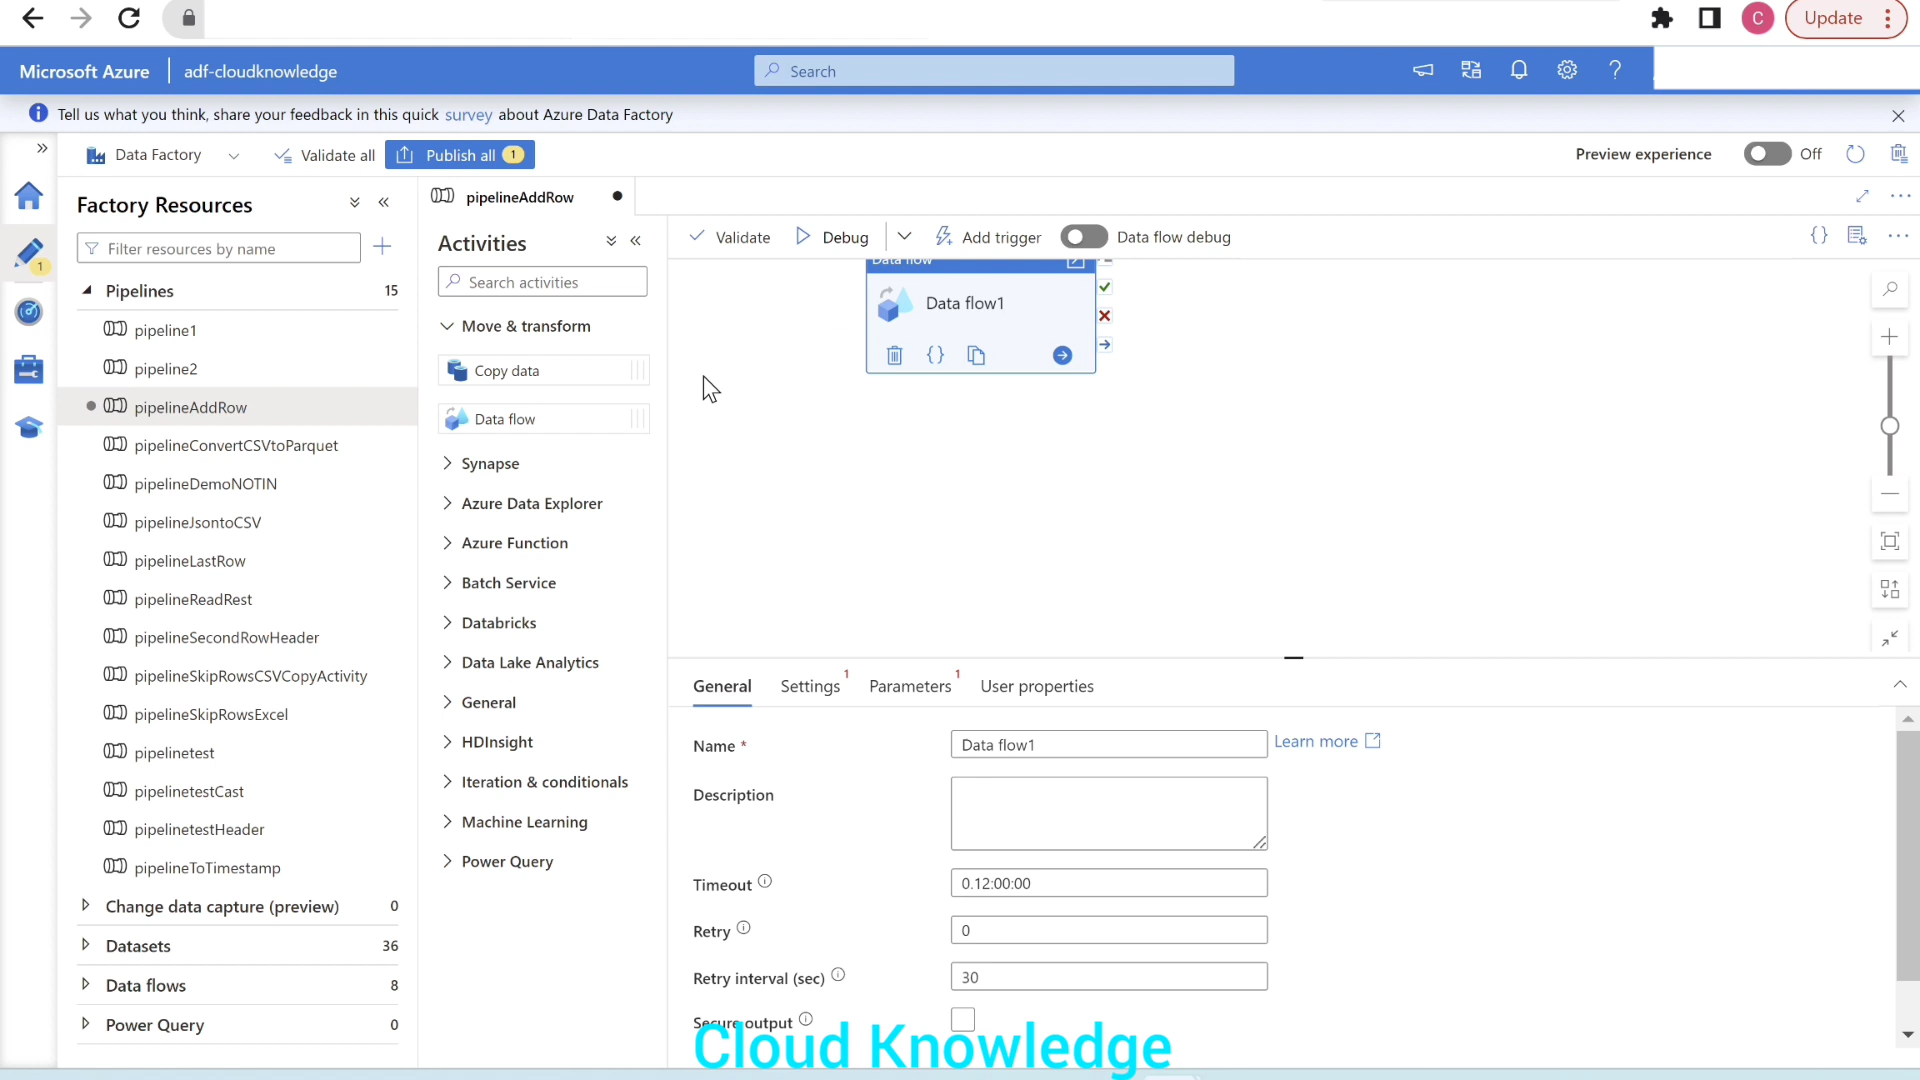 C
Update
Microsoft Azure
adf-cloudknowledge
Search
Tell us what you think, share your feedback in this quick survey about Azure Data Factory
Data Factory
Validate all
Publish all 1
Preview experience
Off
1
Factory Resources
Filter resources by name
Pipelines 15
pipeline1
pipeline2
pipelineAddRow
pipelineConvertCSVtoParquet
pipelineDemoNOTIN
pipelineJsontoCSV
pipelineLastRow
pipelineReadRest
pipelineSecondRowHeader
pipelineSkipRowsCSVCopyActivity
pipelineSkipRowsExcel
pipelinetest
pipelinetestCast
pipelinetestHeader
pipelineToTimestamp
Change data capture (preview) 0
Datasets 36
Data flows 8
Power Query 0
pipelineAddRow
Activities
Search activities
Move & transform
Copy data
Data flow
Synapse
Azure Data Explorer
Azure Function
Batch Service
Databricks
Data Lake Analytics
General
HDInsight
Iteration & conditionals
Machine Learning
Power Query
Validate
Debug
Add trigger
Data flow debug
Data flow
Data flow1
General
Settings 1
Parameters 1
User properties
Name *
Data flow1
Learn more
Description
Timeout
0.12:00:00
Retry
0
Retry interval (sec)
30
Secure output
Cloud Knowledge